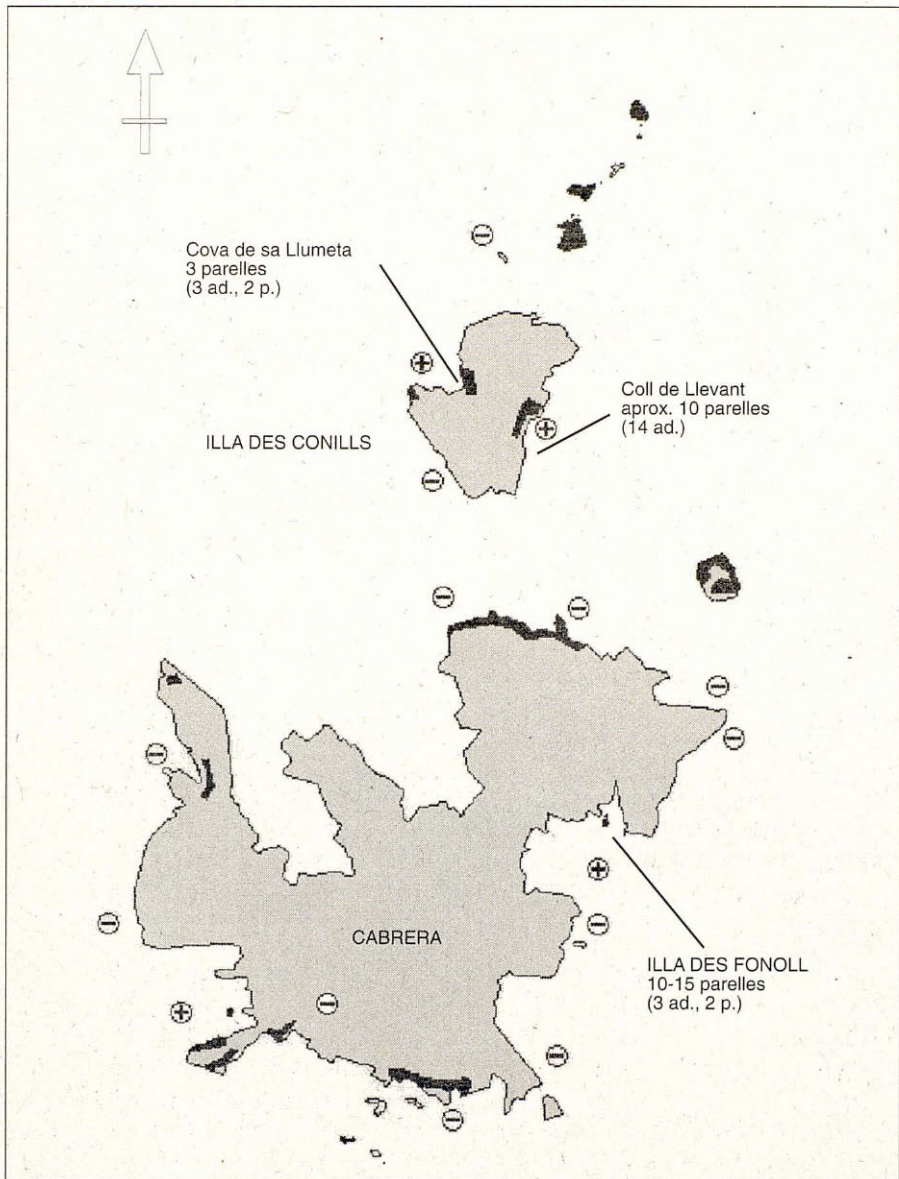 Cova de sa Llumeta
3 parelles
(3 ad., 2 p.)
Coll de Llevant
aprox. 10 parelles
(14 ad.)
ILLA DES CONILLS
CABRERA
ILLA DES FONOLL
10-15 parelles
(3 ad., 2 p.)